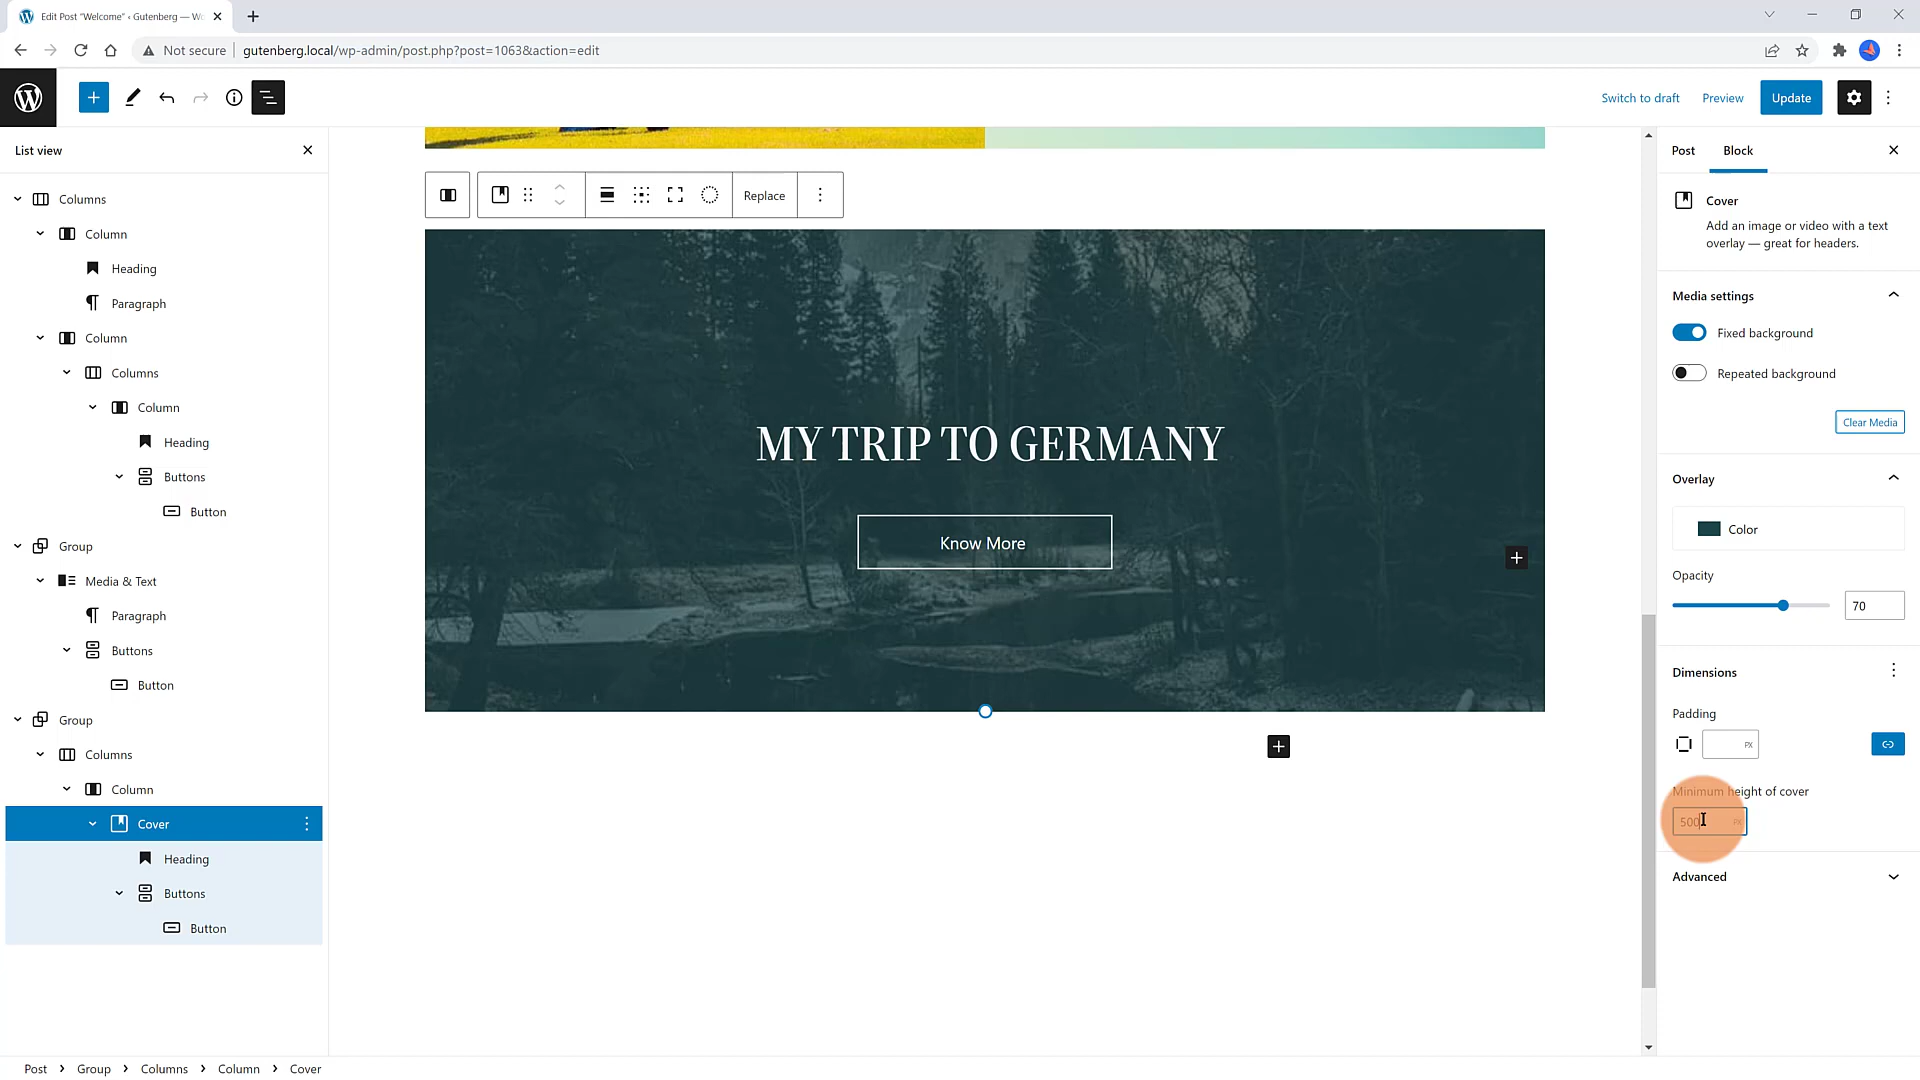 Edit Post "Welcome" ‹ Gutenberg — W
Not secure
gutenberg.local/wp-admin/post.php?post=1063&action=edit
Switch to draft
Preview
Update
List view
Columns
Column
Heading
Paragraph
Column
Columns
Column
Heading
Buttons
Button
Group
Media & Text
Paragraph
Buttons
Button
Group
Columns
Column
Cover
Heading
Buttons
Button
Replace
MY TRIP TO GERMANY
Know More
Post
Block
Cover
Add an image or video with a text
overlay — great for headers.
Media settings
Fixed background
Repeated background
Clear Media
Overlay
Color
Opacity
70
Dimensions
Padding
PX
Minimum height of cover
500
PX
Advanced
Post
Group
Columns
Column
Cover